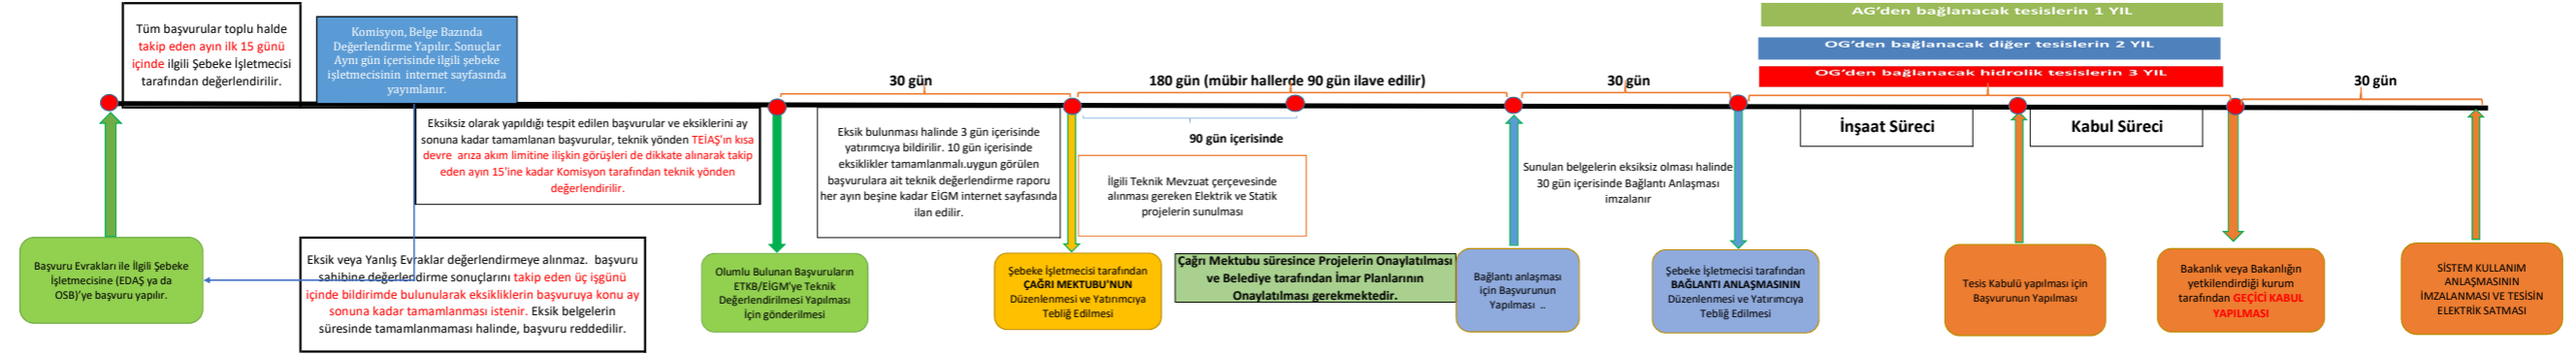 Tüm başvurular toplu halde
takip eden ayın ilk 15 günü
içinde ilgili Şebeke İşletmecisi
tarafından değerlendirilir.
Komisyon, Belge Bazında
Değerlendirme Yapılır. Sonuçlar
Aynı gün içerisinde ilgili şebeke
işletmecisinin internet sayfasında
yayımlanır.
30 gün
180 gün (mübir hallerde 90 gün ilave edilir)
30 gün
AG’den bağlanacak tesislerin 1 YIL
OG’den bağlanacak diğer tesislerin 2 YIL
OG’den bağlanacak hidrolik tesislerin 3 YIL
30 gün
Eksiksiz olarak yapıldığı tespit edilen başvurular ve eksiklerini ay
sonuna kadar tamamlanan başvurular, teknik yönden TEİAŞ’ın kısa
devre arıza akım limitine ilişkin görüşleri de dikkate alınarak takip
eden ayın 15’ine kadar Komisyon tarafından teknik yönden
değerlendirilir.
Eksik bulunması halinde 3 gün içerisinde
yatırımcıya bildirilir. 10 gün içerisinde
eksiklikler tamamlanmalı.uygun görülen
başvurulara ait teknik değerlendirme raporu
her ayın beşine kadar EİGM internet sayfasında
ilan edilir.
90 gün içerisinde
İlgili Teknik Mevzuat çerçevesinde
alınması gereken Elektrik ve Statik
projelerin sunulması
Sunulan belgelerin eksiksiz olması halinde
30 gün içerisinde Bağlantı Anlaşması
imzalanır
İnşaat Süreci
Kabul Süreci
Başvuru Evrakları ile İlgili Şebeke
İşletmecisine (EDAŞ ya da
OSB)’ye başvuru yapılır.
Eksik veya Yanlış Evraklar değerlendirmeye alınmaz. başvuru
sahibine değerlendirme sonuçlarını takip eden üç işgünü
içinde bildirimde bulunularak eksikliklerin başvuruya konu ay
sonuna kadar tamamlanması istenir. Eksik belgelerin
süresinde tamamlanmaması halinde, başvuru reddedilir.
Olumlu Bulunan Başvuruların
ETKB/EİGM’ye Teknik
Değerlendirilmesi Yapılması
İçin gönderilmesi
Şebeke İşletmecisi tarafından
ÇAĞRI MEKTUBU’NUN
Düzenlenmesi ve Yatırımcıya
Tebliğ Edilmesi
Çağrı Mektubu süresince Projelerin Onaylatılması
ve Belediye tarafından İmar Planlarının
Onaylatılması gerekmektedir.
Bağlantı anlaşması
için Başvurunun
Yapılması ..
Şebeke İşletmecisi tarafından
BAĞLANTI ANLAŞMASININ
Düzenlenmesi ve Yatırımcıya
Tebliğ Edilmesi
Tesis Kabulü yapılması için
Başvurunun Yapılması
Bakanlık veya Bakanlığın
yetkilendirdiği kurum
tarafından GEÇİCİ KABUL
YAPILMASI
SİSTEM KULLANIM
ANLAŞMASININ
İMZALANMASI VE TESİSİN
ELEKTRİK SATMASI